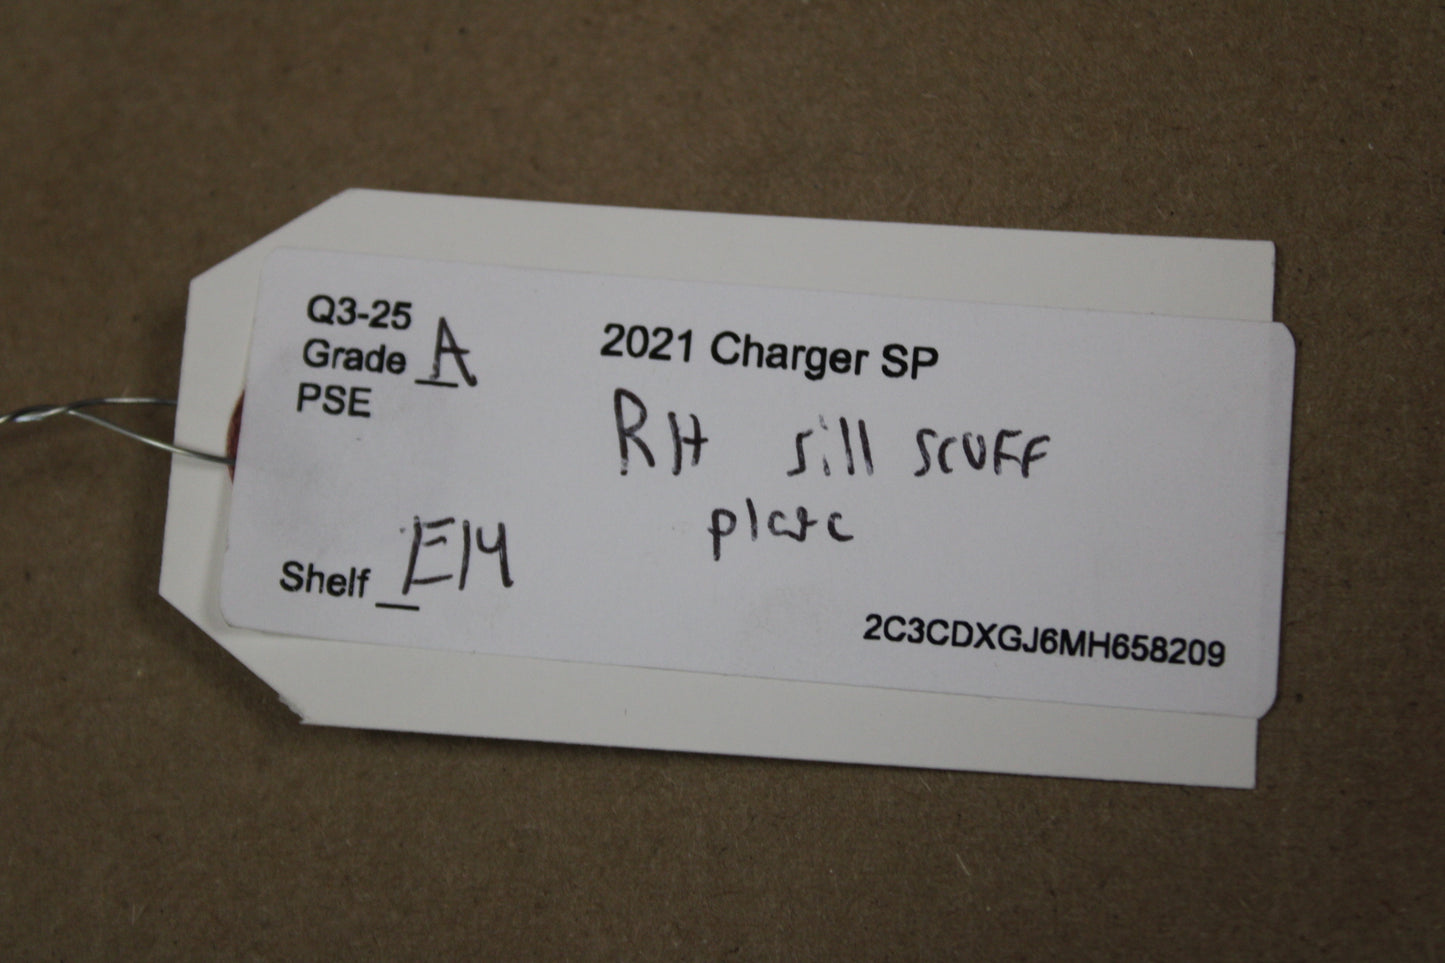 Q3-25
Grade A
PSE
2021 Charger SP
RH sill scuff
plate
Shelf E14
2C3CDXGJ6MH658209